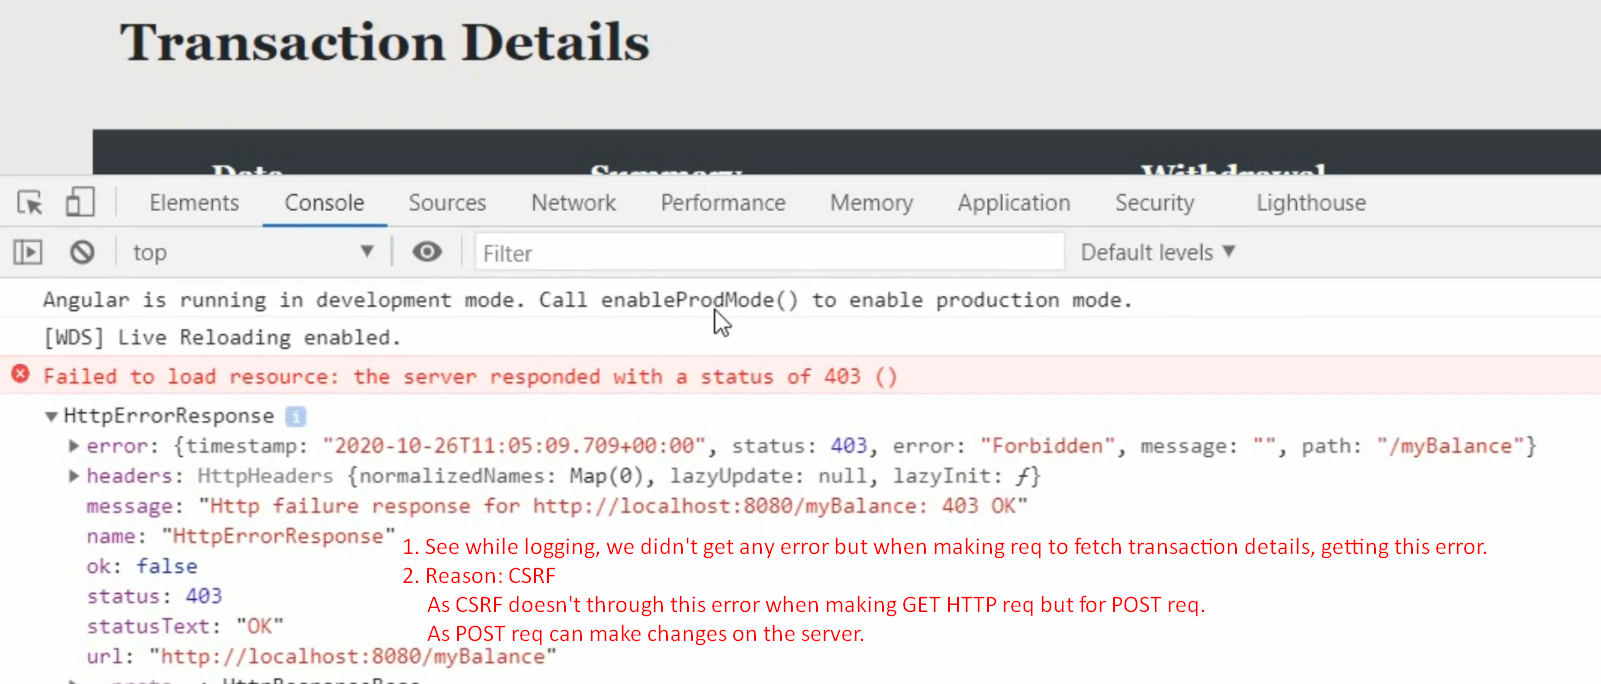 Transaction Details
Date Summary Withdrawal
Elements Console Sources Network Performance Memory Application Security Lighthouse
top Filter Default levels
Angular is running in development mode. Call enableProdMode() to enable production mode.
[WDS] Live Reloading enabled.
Failed to load resource: the server responded with a status of 403 ()
HttpErrorResponse i
error: {timestamp: "2020-10-26T11:05:09.709+00:00", status: 403, error: "Forbidden", message: "", path: "/myBalance"}
headers: HttpHeaders {normalizedNames: Map(0), lazyUpdate: null, lazyInit: ƒ}
message: "Http failure response for http://localhost:8080/myBalance: 403 OK"
name: "HttpErrorResponse"
1. See while logging, we didn't get any error but when making req to fetch transaction details, getting this error.
ok: false
2. Reason: CSRF
status: 403
As CSRF doesn't through this error when making GET HTTP req but for POST req.
statusText: "OK"
As POST req can make changes on the server.
url: "http://localhost:8080/myBalance"